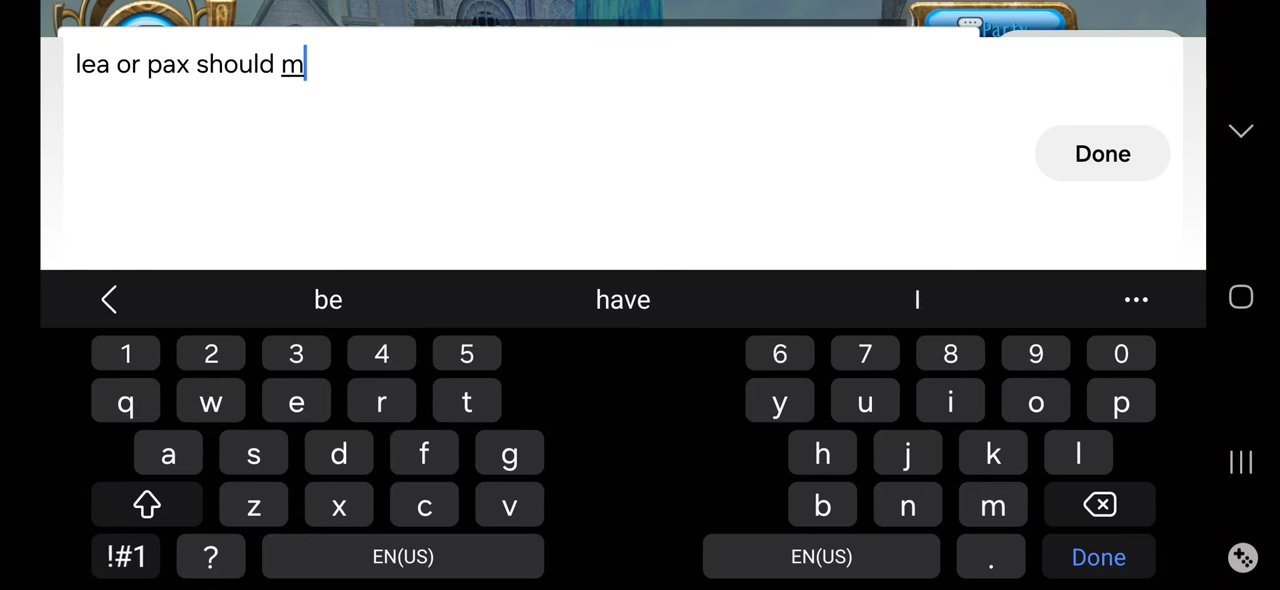 Party
lea or pax should m
Done
be have I
1 2 3 4 5 6 7 8 9 0
q w e r t y u i o p
a s d f g h j k l
z x c v b n m
!#1 ? EN(US) EN(US) . Done